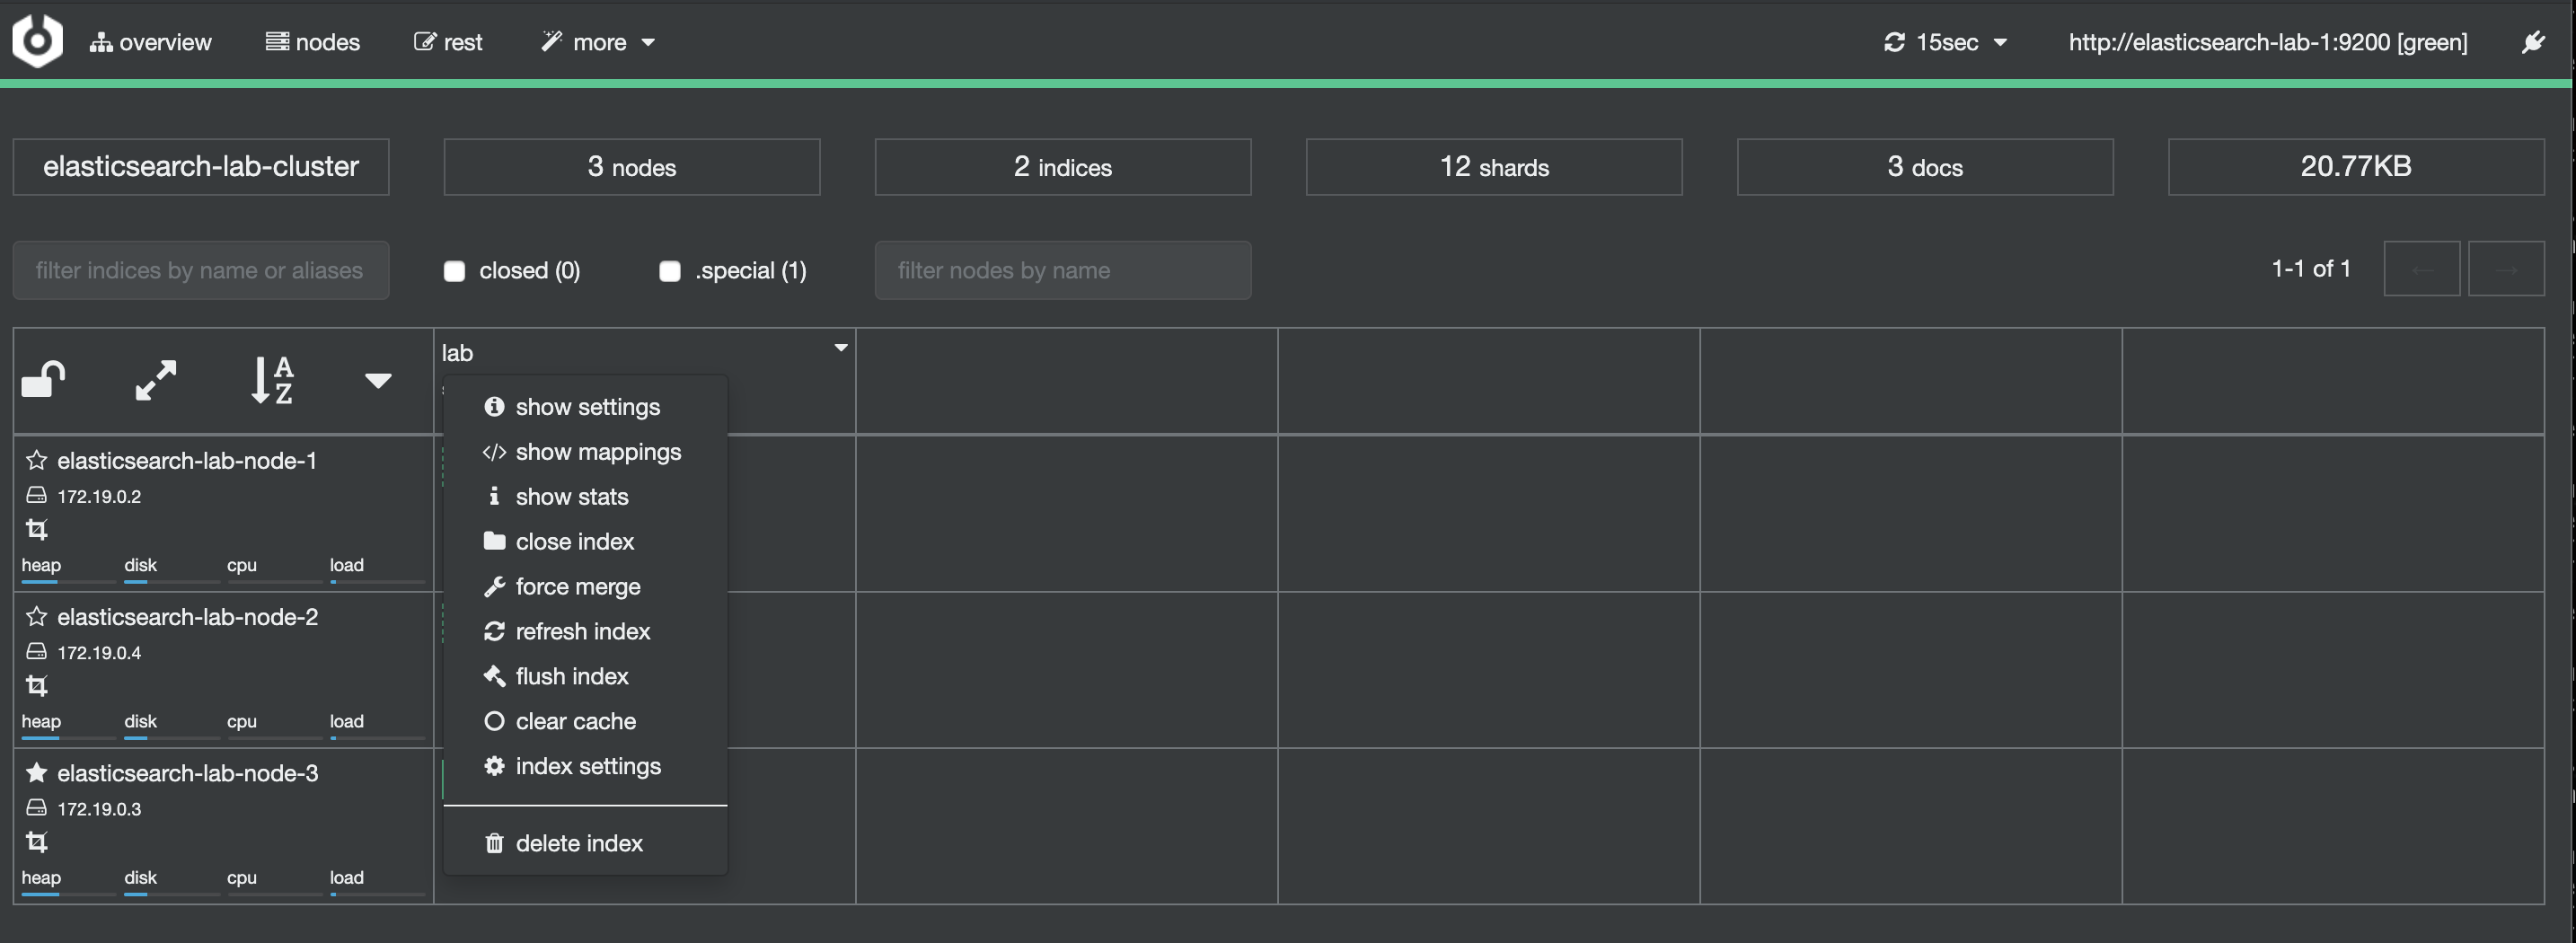 overview nodes rest more 15sec http://elasticsearch-lab-1:9200 [green]
elasticsearch-lab-cluster 3 nodes 2 indices 12 shards 3 docs 20.77KB
filter indices by name or aliases closed (0) .special (1) filter nodes by name 1-1 of 1
lab
show settings
show mappings
show stats
close index
force merge
refresh index
flush index
clear cache
index settings
delete index
elasticsearch-lab-node-1
172.19.0.2
heap disk cpu load
elasticsearch-lab-node-2
172.19.0.4
heap disk cpu load
elasticsearch-lab-node-3
172.19.0.3
heap disk cpu load